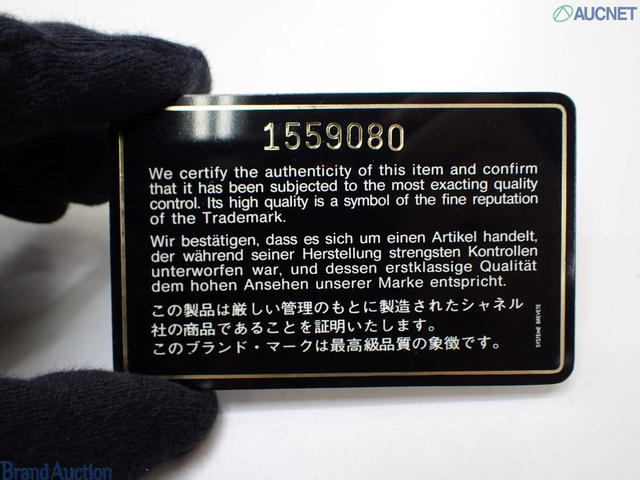 AUCNET
1559080
We certify the authenticity of this item and confirm
that it has been subjected to the most exacting quality
control. Its high quality is a symbol of the fine reputation
of the Trademark.
Wir bestätigen, dass es sich um einen Artikel handelt,
der während seiner Herstellung strengsten Kontrollen
unterworfen war, und dessen erstklassige Qualität
dem hohen Ansehen unserer Marke entspricht.
この製品は厳しい管理のもとに製造されたシャネル
社の商品であることを証明いたします。
このブランド・マークは最高級品質の象徴です。
SYSTEME BREVETE
Brand Auction